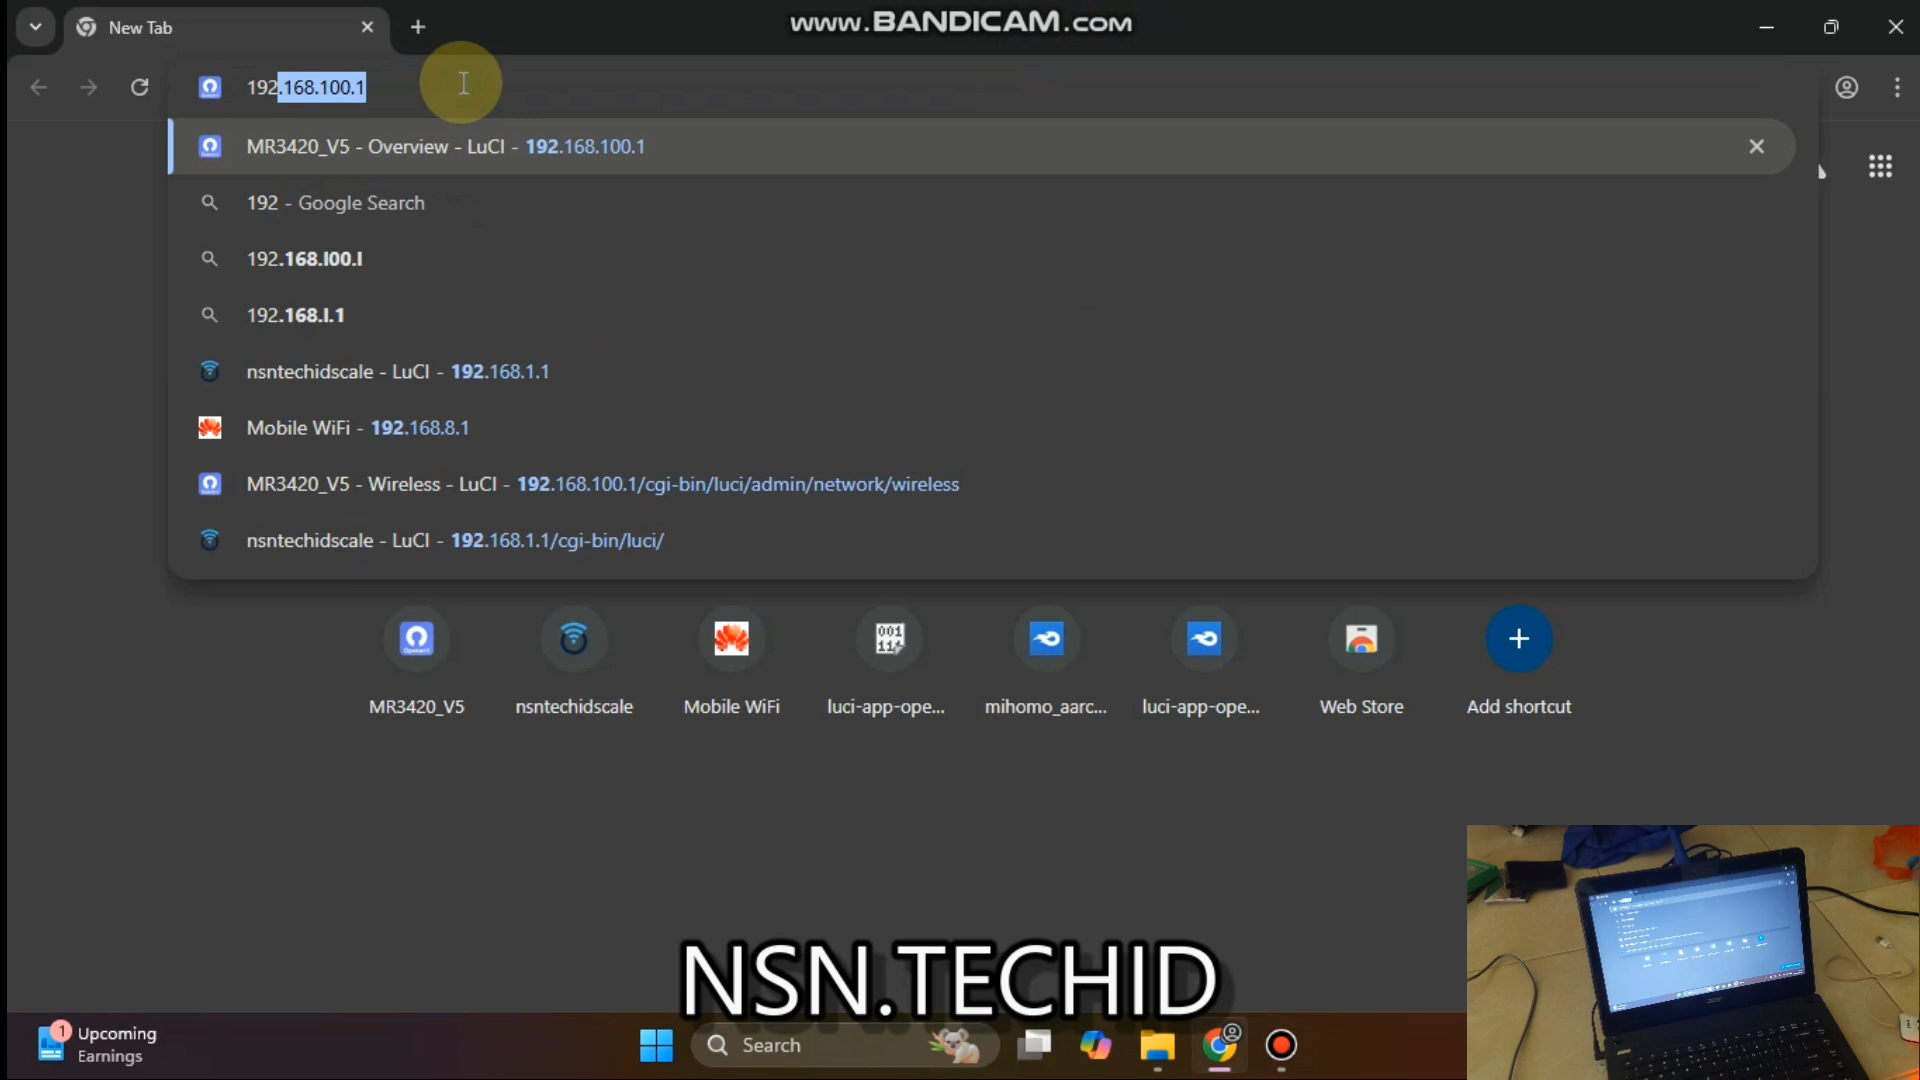 www.BANDICAM.com
New Tab
192.168.100.1
MR3420_V5 - Overview - LuCI - 192.168.100.1
192 - Google Search
192.168.l00.l
192.168.l.1
nsntechidscale - LuCI - 192.168.1.1
Mobile WiFi - 192.168.8.1
MR3420_V5 - Wireless - LuCI - 192.168.100.1/cgi-bin/luci/admin/network/wireless
nsntechidscale - LuCI - 192.168.1.1/cgi-bin/luci/
MR3420_V5
nsntechidscale
Mobile WiFi
luci-app-ope...
mihomo_aarc...
luci-app-ope...
Web Store
Add shortcut
NSN.TECHID
1
Upcoming
Earnings
Search